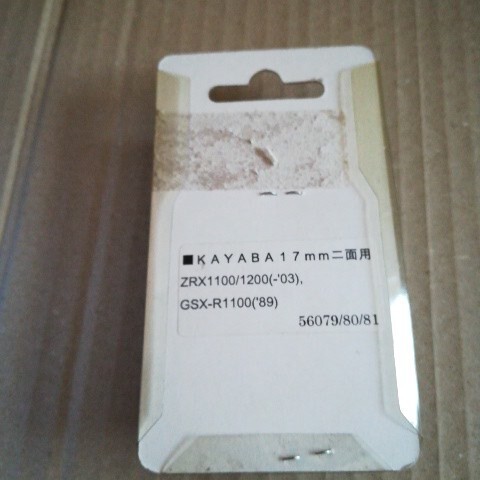 ■KAYABA17mm二面用
ZRX1100/1200(-'03),
GSX-R1100('89)
56079/80/81